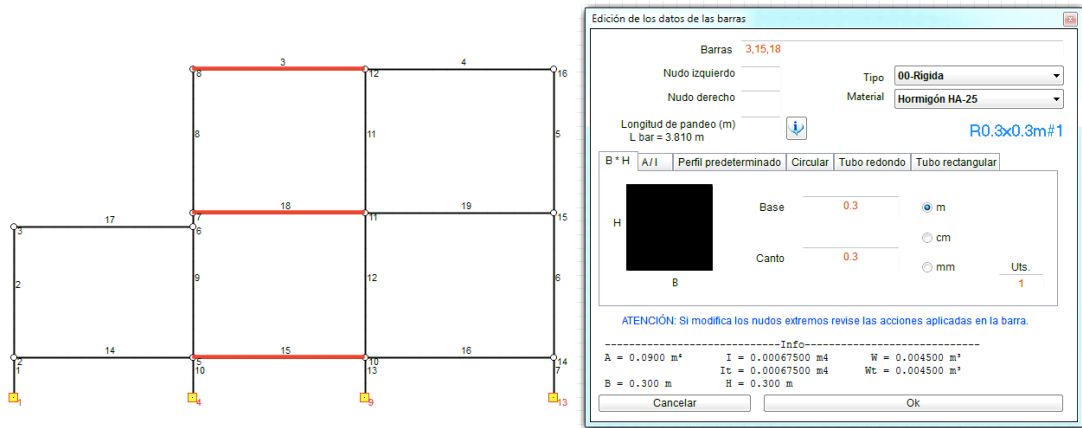 3
4
8
12
16
8
11
5
17
18
19
3
7
6
11
15
2
9
12
6
14
15
16
2
5
10
14
1
10
13
7
1
4
9
13
Edición de los datos de las barras
Barras 3,15,18
Nudo izquierdo
Tipo 00-Rígida
Nudo derecho
Material Hormigón HA-25
Longitud de pandeo (m)
L bar = 3.810 m
R0.3x0.3m#1
B * H A / I Perfil predeterminado Circular Tubo redondo Tubo rectangular
Base 0.3 m
H
cm
Canto 0.3
mm Uts.
B 1
ATENCIÓN: Si modifica los nudos extremos revise las acciones aplicadas en la barra.
----------------------------Info----------------------------
A = 0.0900 m² I = 0.00067500 m4 W = 0.004500 m³
It = 0.00067500 m4 Wt = 0.004500 m³
B = 0.300 m H = 0.300 m
Cancelar Ok